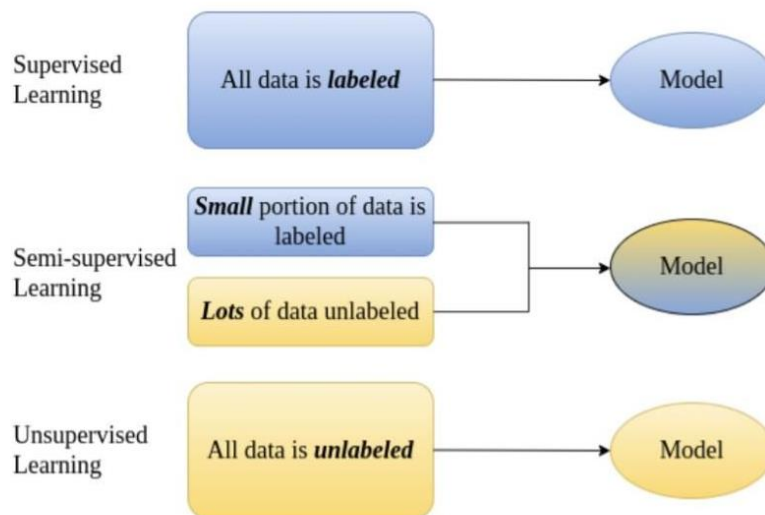 Supervised
Learning
All data is labeled
Model
Semi-supervised
Learning
Small portion of data is
labeled
Lots of data unlabeled
Model
Unsupervised
Learning
All data is unlabeled
Model